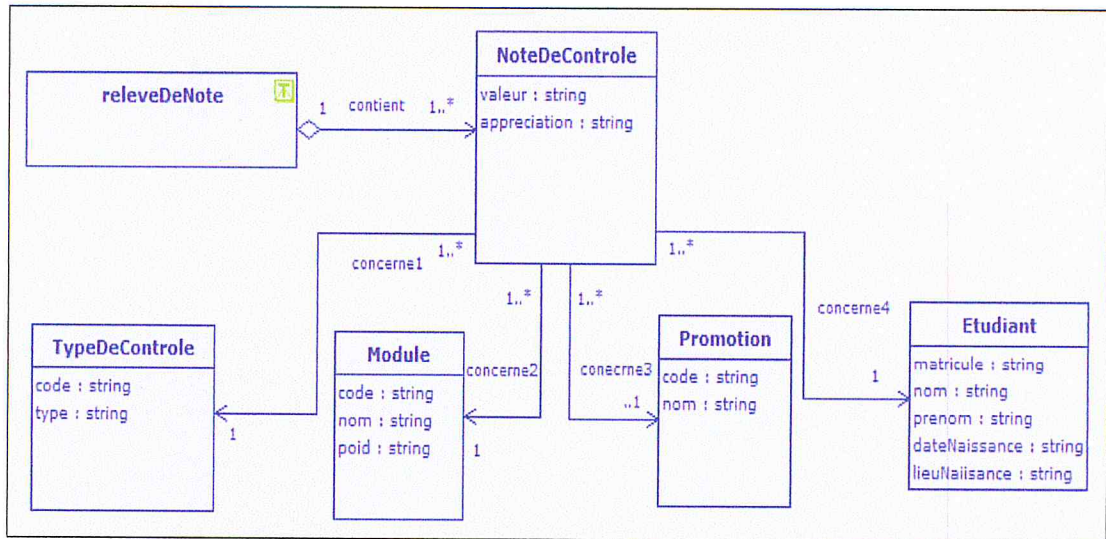 NoteDeControle
valeur : string
appreciation : string
releveDeNote
T
1 contient 1..*
concerne1
1..*
1..*
1..*
1..*
concerne4
TypeDeControle
code : string
type : string
1
Module
code : string
nom : string
poid : string
concerne2
1
conecrne3
..1
Promotion
code : string
nom : string
1
Etudiant
matricule : string
nom : string
prenom : string
dateNaissance : string
lieuNaiisance : string